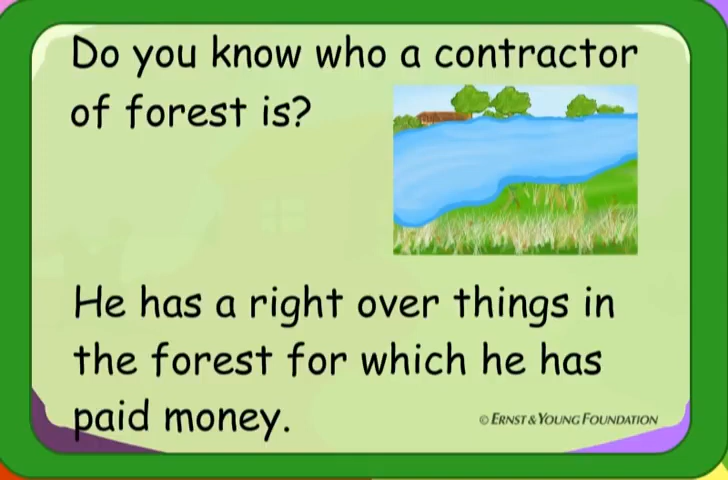 Do you know who a contractor
of forest is?
He has a right over things in
the forest for which he has
paid money.
© ERNST & YOUNG FOUNDATION